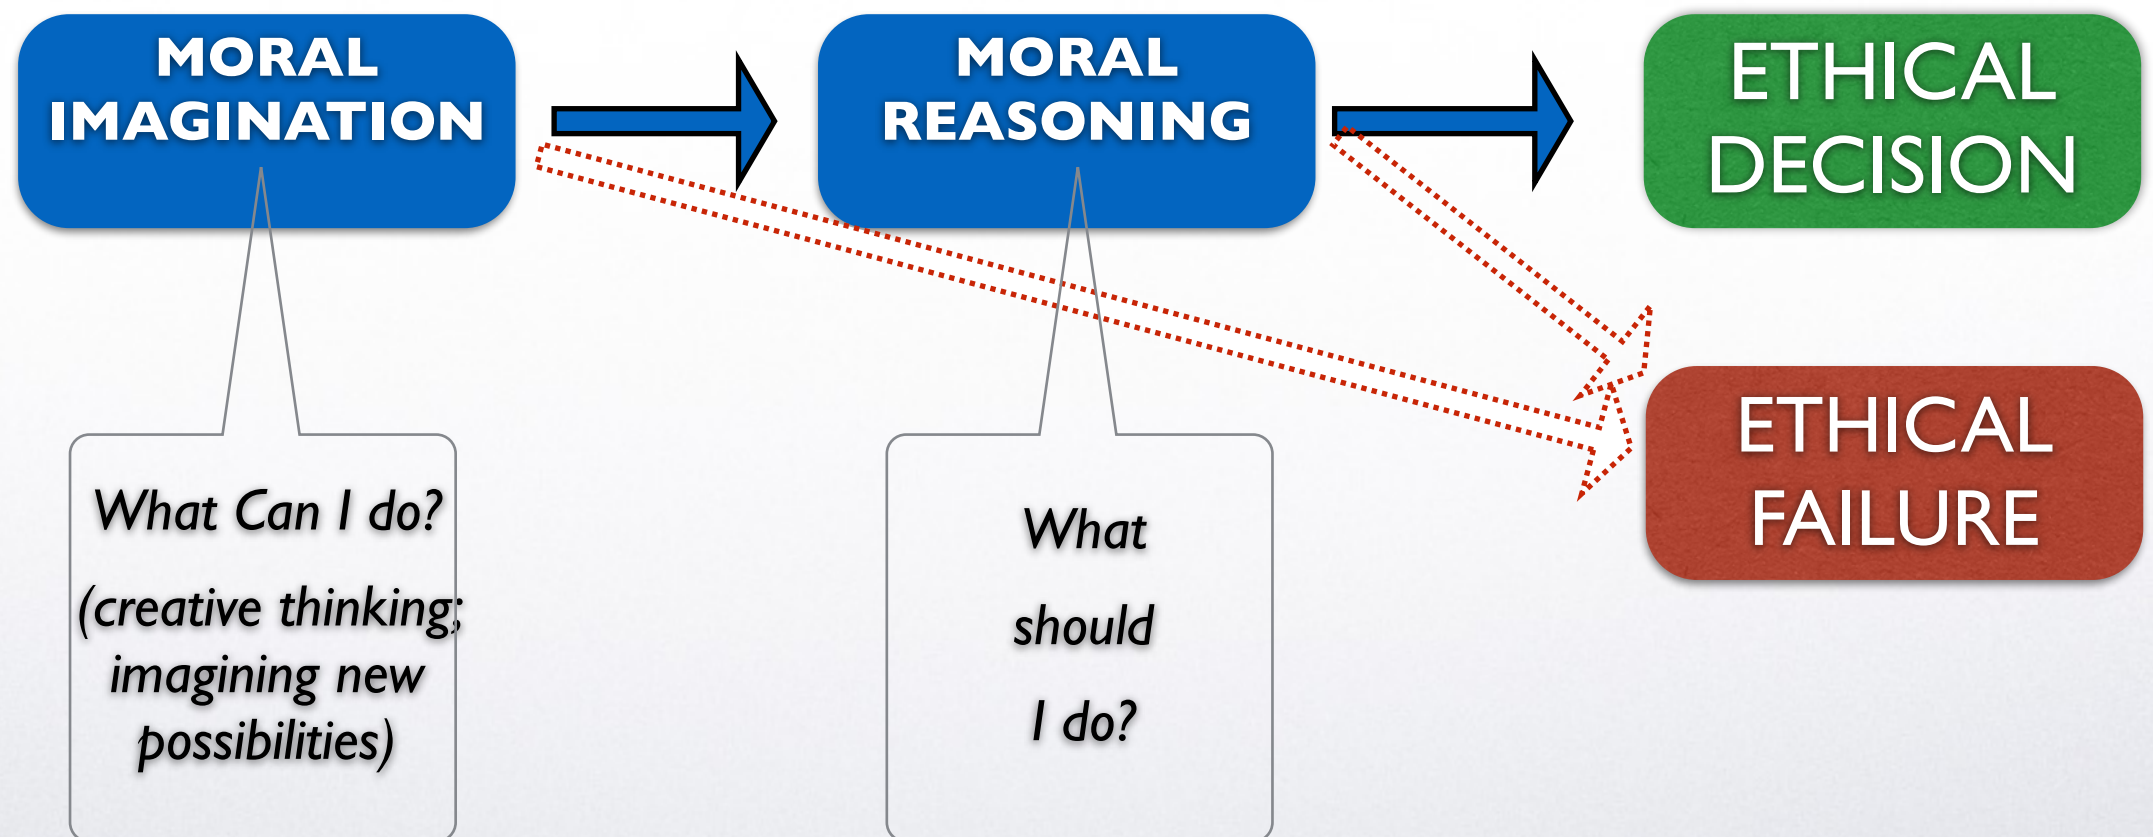 MORAL
IMAGINATION
MORAL
REASONING
ETHICAL
DECISION
ETHICAL
FAILURE
What Can I do?
(creative thinking;
imagining new
possibilities)
What
should
I do?